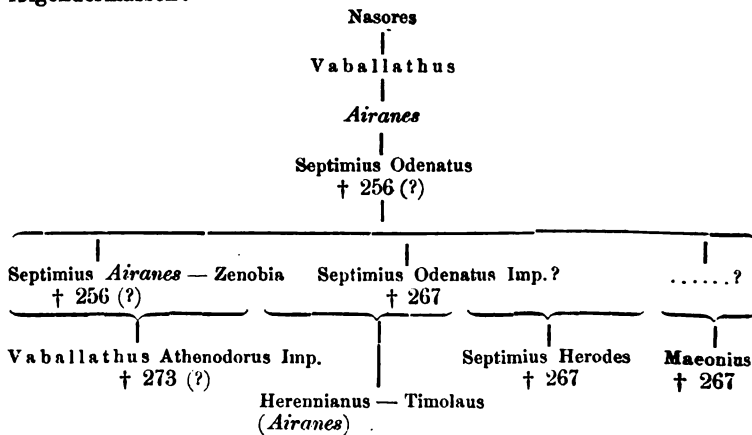 Nasores
Vaballathus
Airanes
Septimius Odenatus
† 256 (?)
Septimius Airanes — Zenobia Septimius Odenatus Imp.? ......?
† 256 (?) † 267
Vaballathus Athenodorus Imp. Septimius Herodes Maeonius
† 273 (?) † 267 † 267
Herennianus — Timolaus
(Airanes)